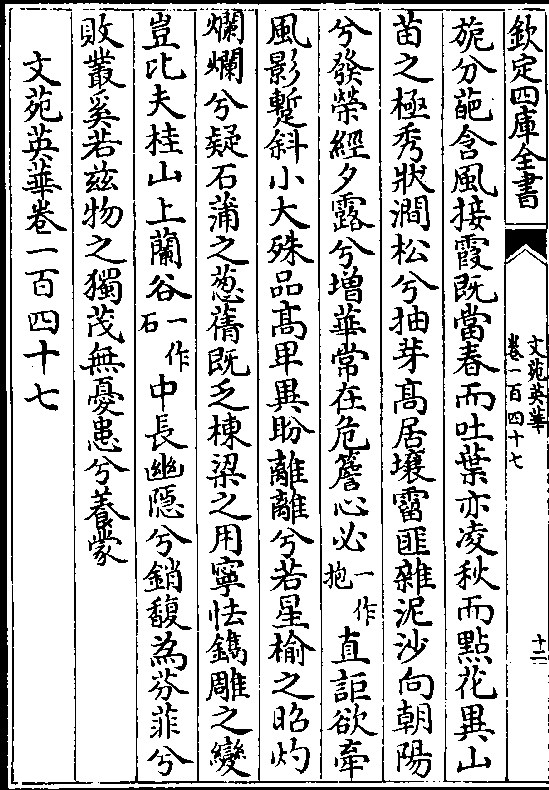 欽定四庫全書
文苑英華
卷一百四十七
十二
旎分葩含風接霞既當春而吐葉亦凌秋而點花異山
苗之極秀狀澗松兮抽芽髙居壌霤匪雜泥沙向朝陽
兮發榮經夕露兮增華常在危簷心必一作抱直詎欲牽
風影蹔斜小大殊品髙卑異盼離離兮若星榆之昭灼
爛爛兮疑石蒲之葱蒨既乏棟梁之用寧怯鐫雕之變
豈比夫桂山上蘭谷一作石中長幽隠兮銷馥為芬菲兮
敗叢奚若兹物之獨茂無憂患兮養蒙
文苑英華卷一百四十七